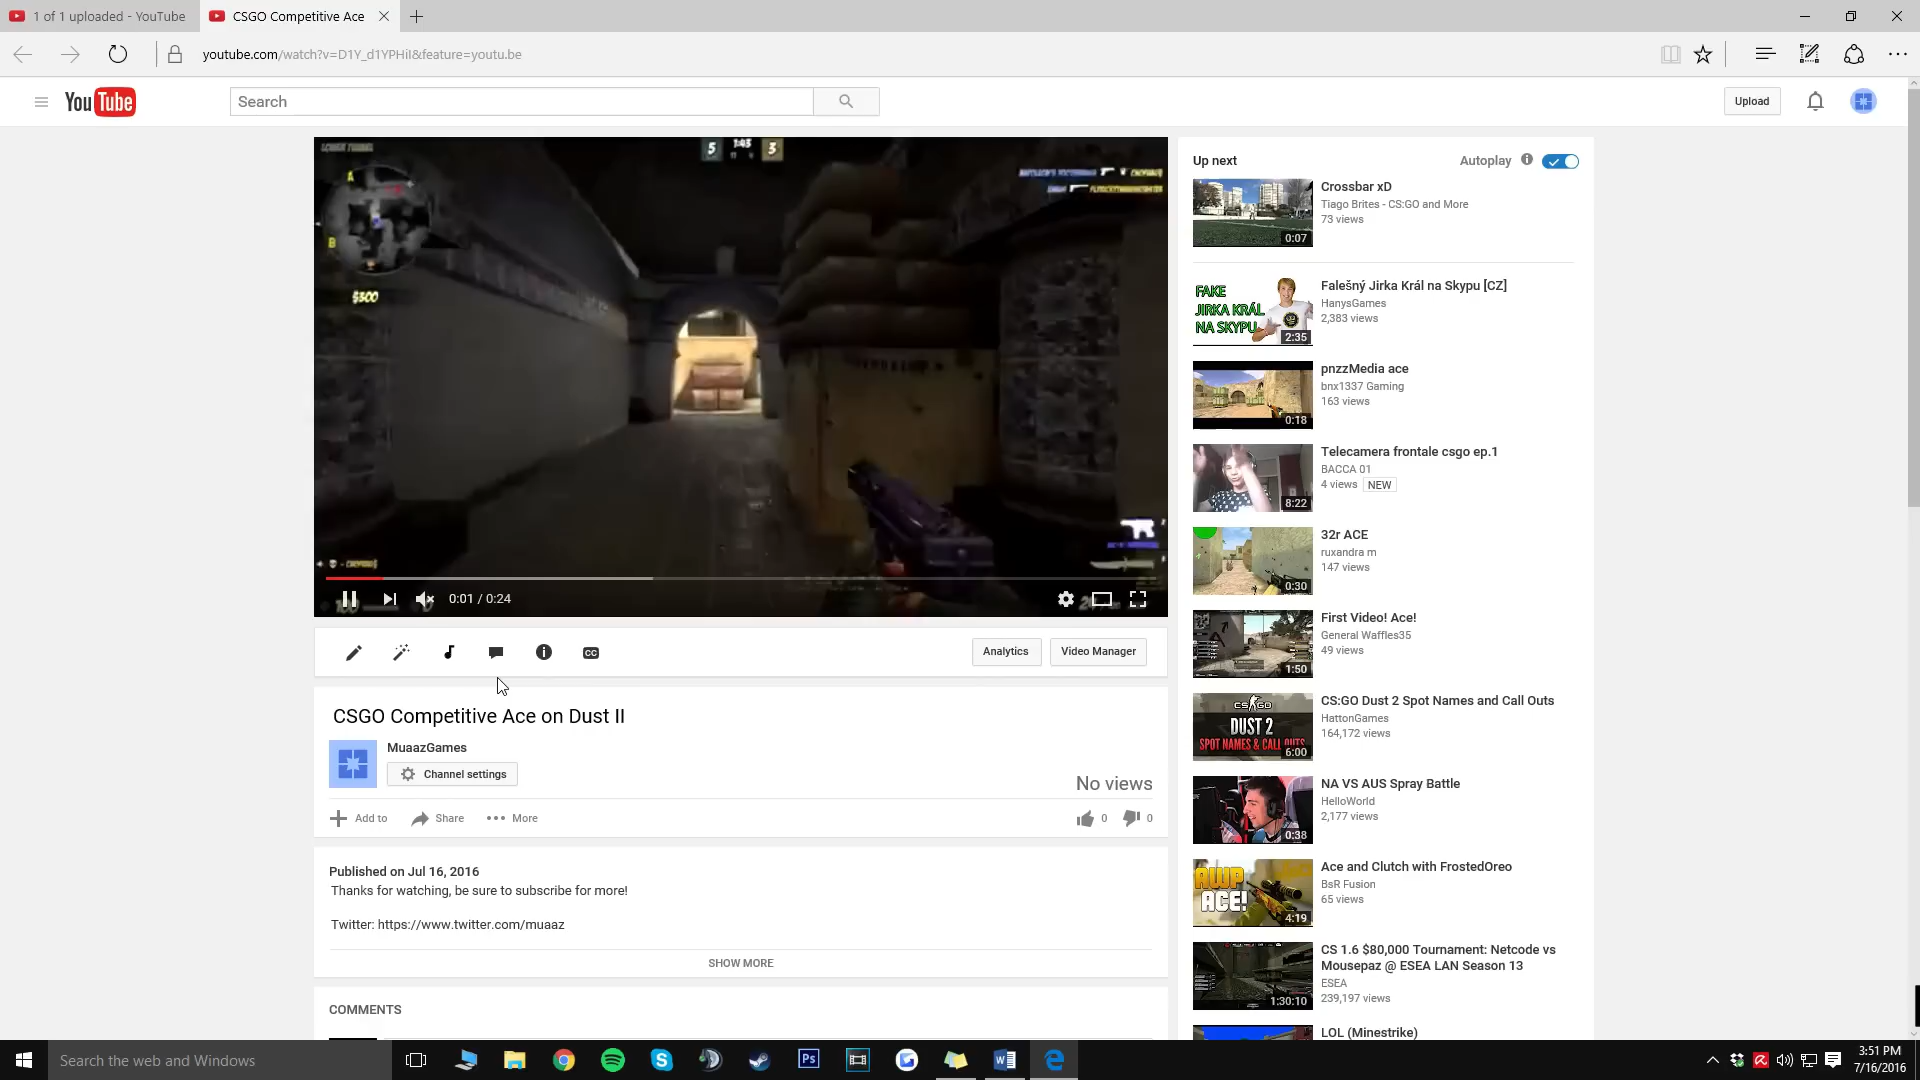 1 of 1 uploaded - YouTube
CSGO Competitive Ace
youtube.com/watch?v=D1Y_d1YPHiI&feature=youtu.be
YouTube
Search
Upload
5 1:43 3
A
B
$300
0:01 / 0:24
CC
Analytics
Video Manager
CSGO Competitive Ace on Dust II
MuaazGames
Channel settings
No views
Add to
Share
More
0
0
Published on Jul 16, 2016
Thanks for watching, be sure to subscribe for more!
Twitter: https://www.twitter.com/muaaz
SHOW MORE
COMMENTS
Up next
Autoplay
Crossbar xD
Tiago Brites - CS:GO and More
73 views
0:07
FAKE
JIRKA KRÁL
NA SKYPU
2:35
Falešný Jirka Král na Skypu [CZ]
HanysGames
2,383 views
pnzzMedia ace
bnx1337 Gaming
163 views
0:18
Telecamera frontale csgo ep.1
BACCA 01
4 views NEW
8:22
32r ACE
ruxandra m
147 views
0:30
First Video! Ace!
General Waffles35
49 views
1:50
CS:GO Dust 2 Spot Names and Call Outs
HattonGames
164,172 views
CS GO
DUST 2
SPOT NAMES & CALL OUTS
6:00
NA VS AUS Spray Battle
HelloWorld
2,177 views
0:38
Ace and Clutch with FrostedOreo
BsR Fusion
65 views
AWP
ACE!
4:19
CS 1.6 $80,000 Tournament: Netcode vs
Mousepaz @ ESEA LAN Season 13
ESEA
239,197 views
1:30:10
LOL (Minestrike)
Search the web and Windows
Ps
3:51 PM
7/16/2016